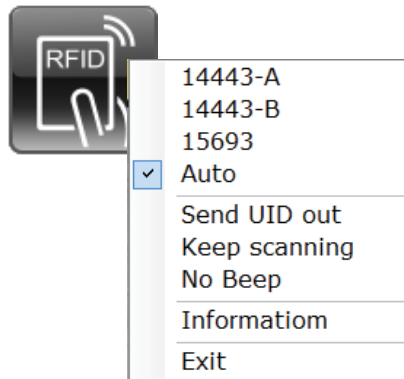 RFID
14443-A
14443-B
15693
Auto
Send UID out
Keep scanning
No Beep
Informatiom
Exit